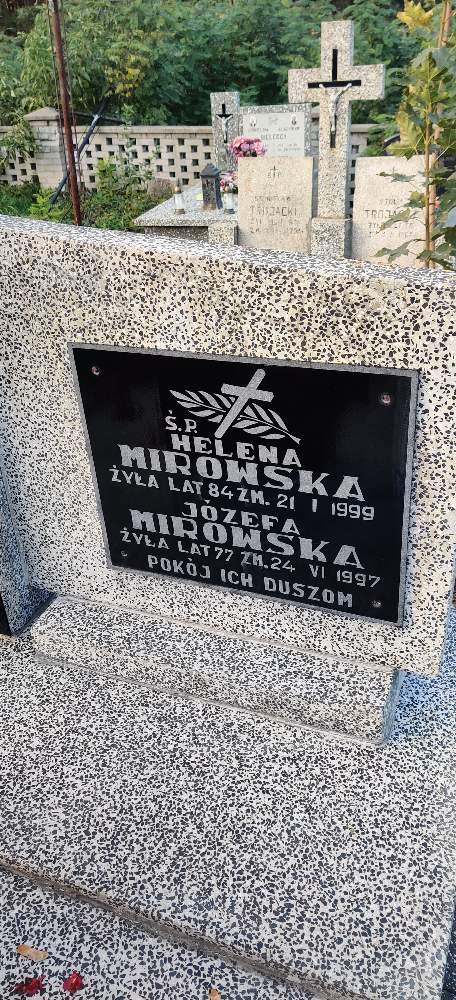 Ś.P.
HELENA
MIROWSKA
ŻYŁA LAT 84 ZM. 21 I 1999
JÓZEFA
MIROWSKA
ŻYŁA LAT 77 ZM. 24 VI 1997
POKÓJ ICH DUSZOM